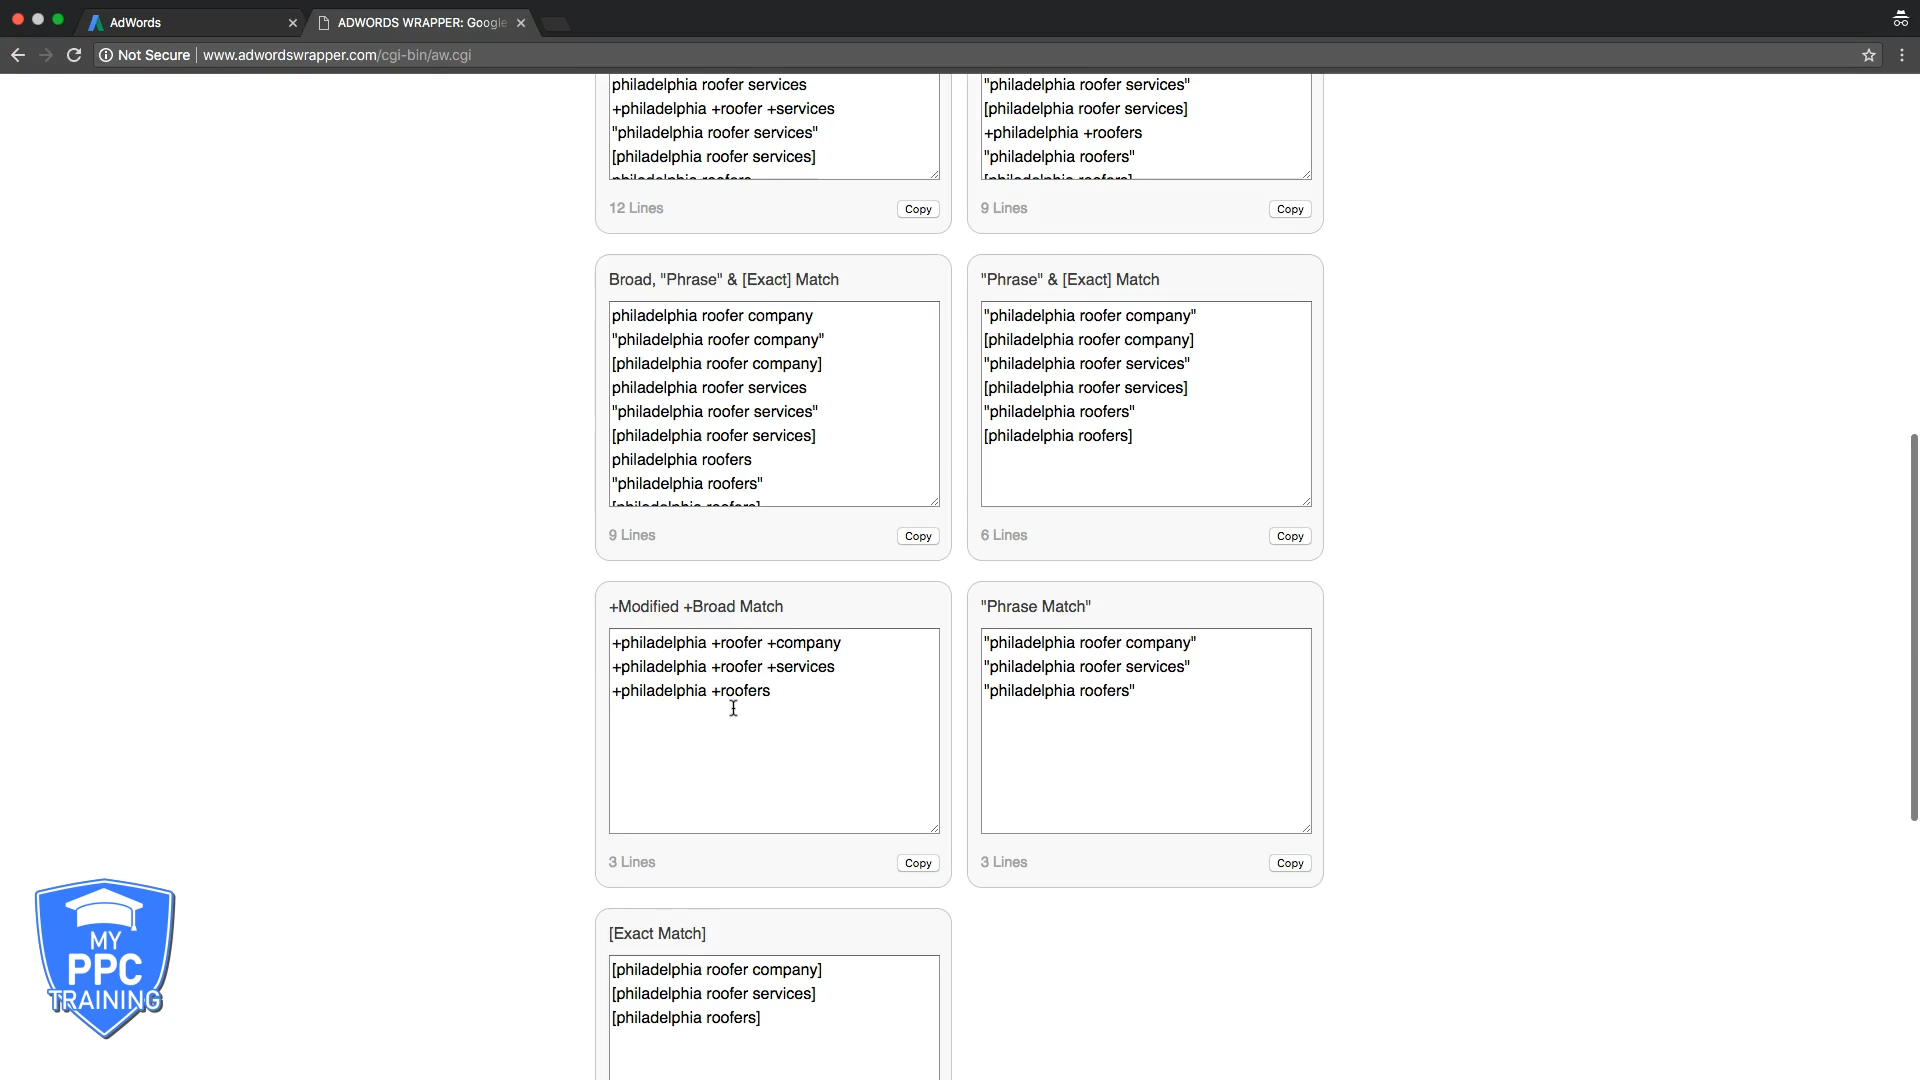 AdWords
ADWORDS WRAPPER: Google
Not Secure | www.adwordswrapper.com/cgi-bin/aw.cgi
philadelphia roofer services
+philadelphia +roofer +services
"philadelphia roofer services"
[philadelphia roofer services]
philadelphia roofers
12 Lines
Copy
"philadelphia roofer services"
[philadelphia roofer services]
+philadelphia +roofers
"philadelphia roofers"
[philadelphia roofers]
9 Lines
Copy
Broad, "Phrase" & [Exact] Match
philadelphia roofer company
"philadelphia roofer company"
[philadelphia roofer company]
philadelphia roofer services
"philadelphia roofer services"
[philadelphia roofer services]
philadelphia roofers
"philadelphia roofers"
[philadelphia roofers]
9 Lines
Copy
"Phrase" & [Exact] Match
"philadelphia roofer company"
[philadelphia roofer company]
"philadelphia roofer services"
[philadelphia roofer services]
"philadelphia roofers"
[philadelphia roofers]
6 Lines
Copy
+Modified +Broad Match
+philadelphia +roofer +company
+philadelphia +roofer +services
+philadelphia +roofers
3 Lines
Copy
"Phrase Match"
"philadelphia roofer company"
"philadelphia roofer services"
"philadelphia roofers"
3 Lines
Copy
[Exact Match]
[philadelphia roofer company]
[philadelphia roofer services]
[philadelphia roofers]
MY
PPC
TRAINING